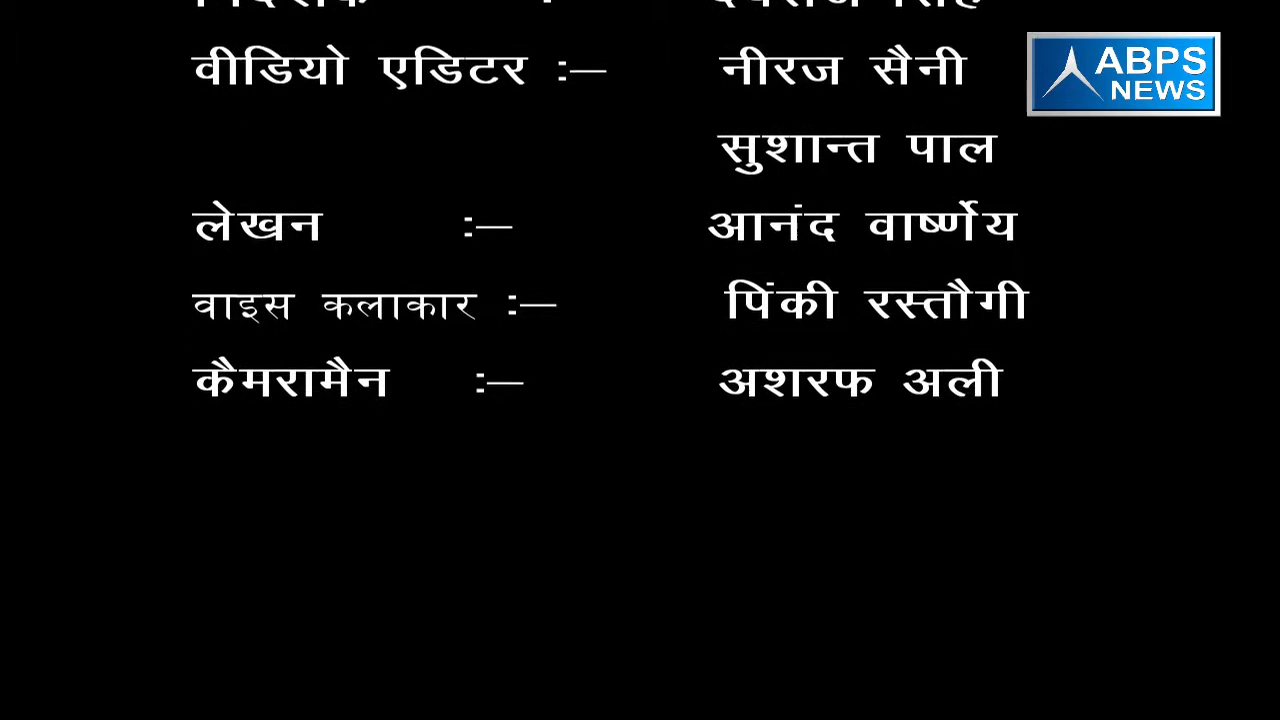 वीडियो एडिटर :— नीरज सैनी
ABPS
NEWS
सुशान्त पाल
लेखन :— आनंद वार्ष्णेय
वाइस कलाकार :— पिंकी रस्तौगी
कैमरामैन :— अशरफ अली